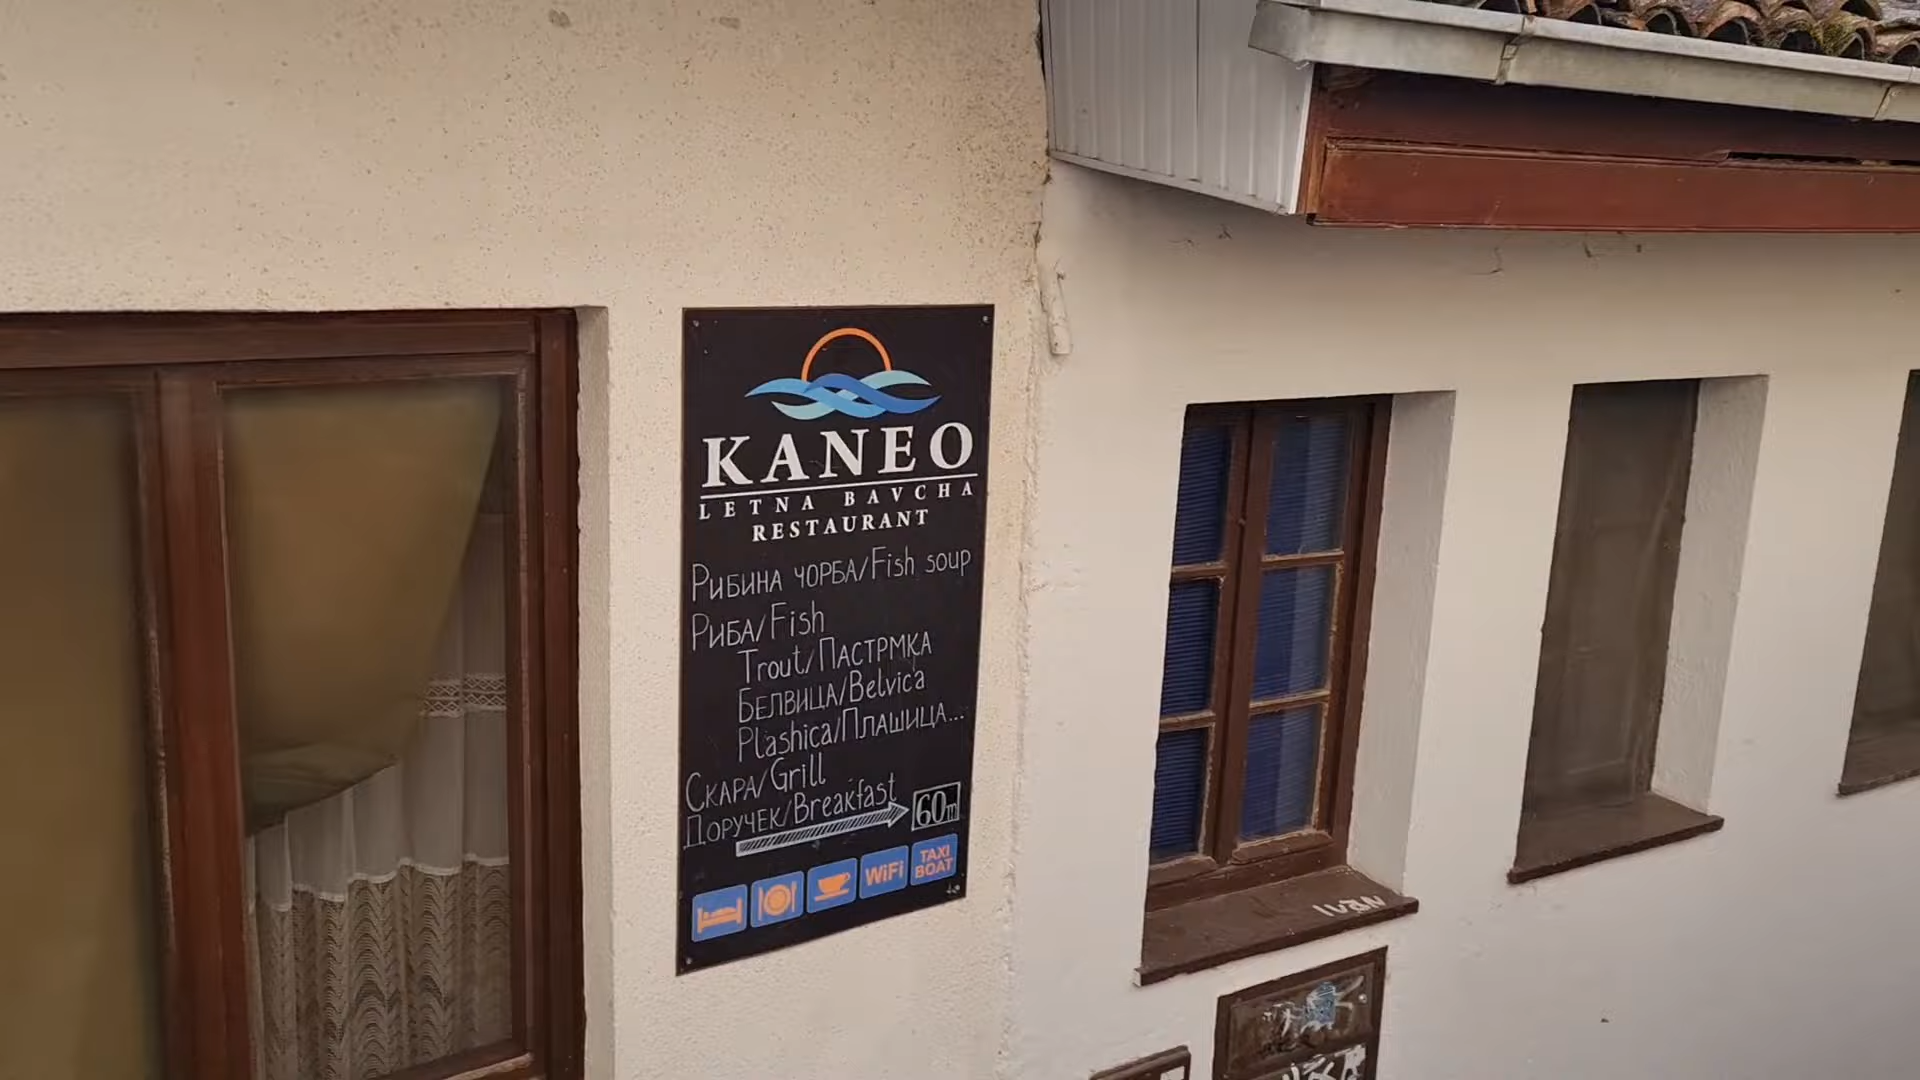 KANEO
LETNA BAVCHA
RESTAURANT
РИБИНА ЧОРБА/Fish soup
РИБА/Fish
Trout/ПАСТРМКА
БЕЛВИЦА/Belvica
Plashica/ПЛАШИЦА...
СКАРА/Grill
ДОРУЧЕК/Breakfast
60m
WiFi
TAXI
BOAT
IVAN